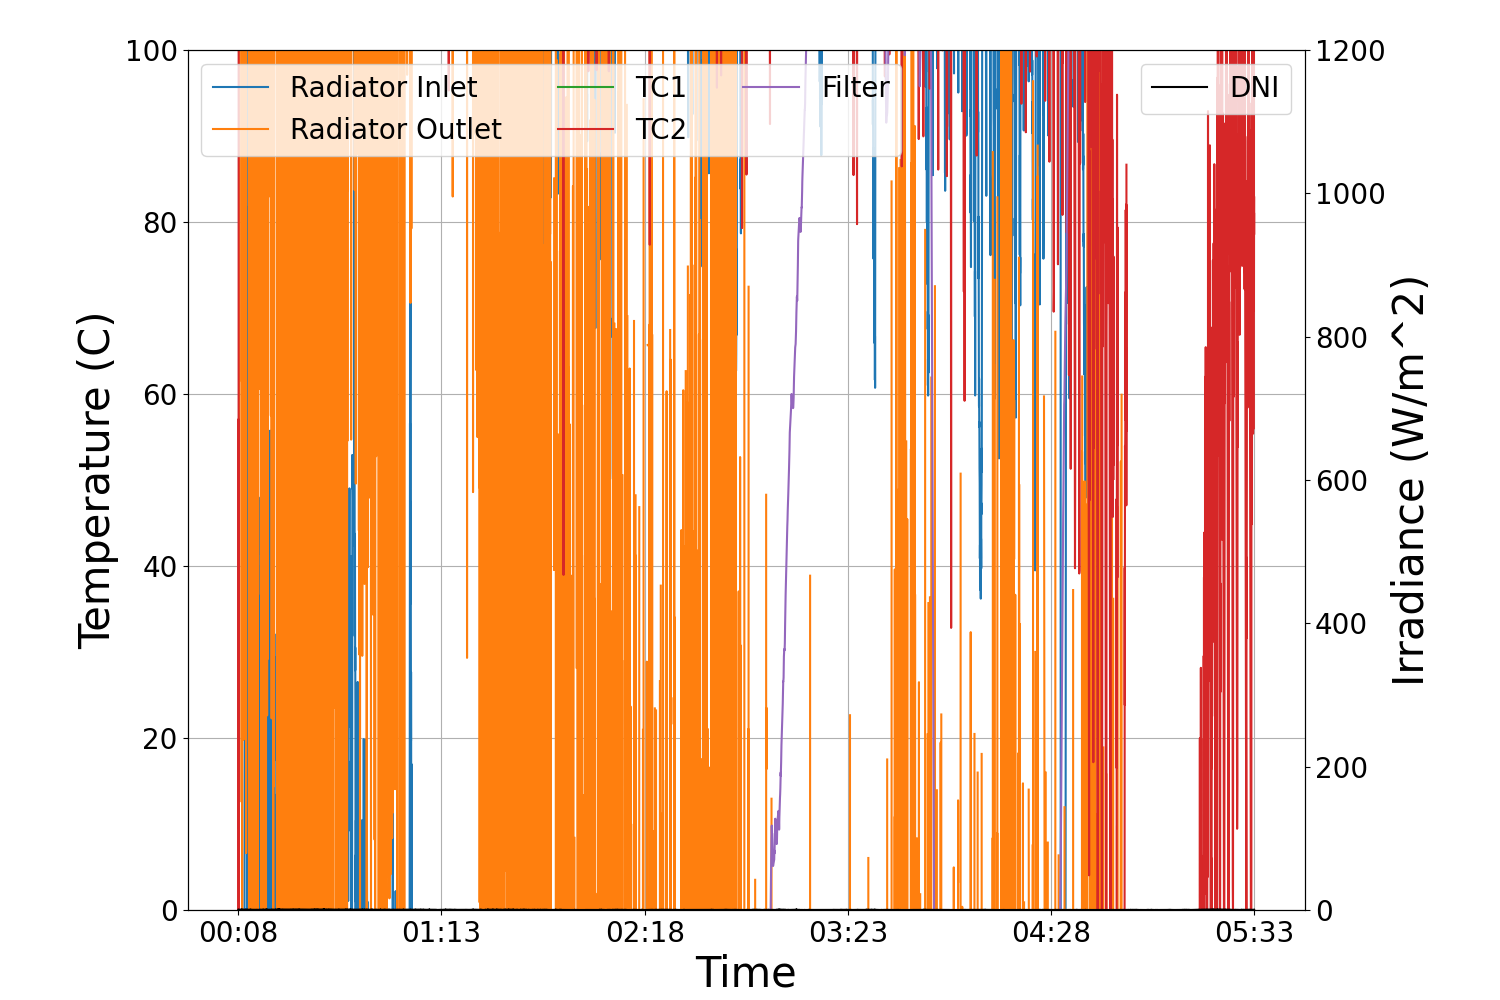 100
80
60
40
20
0
Temperature (C)
Radiator Inlet
Radiator Outlet
TC1
TC2
Filter
DNI
1200
1000
800
600
400
200
0
Irradiance (W/m^2)
00:08
01:13
02:18
03:23
04:28
05:33
Time